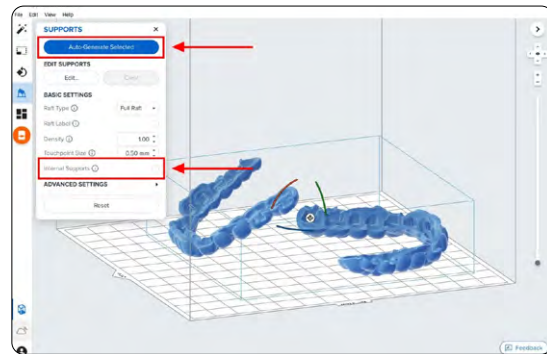 File Edit View Help
SUPPORTS ×
Auto-Generate Selected
EDIT SUPPORTS
Edit...
Clear
BASIC SETTINGS
Raft Type Full Raft
Raft Label
Density 1.00
Touchpoint Size 0.50 mm
Internal Supports
ADVANCED SETTINGS
Reset
Feedback